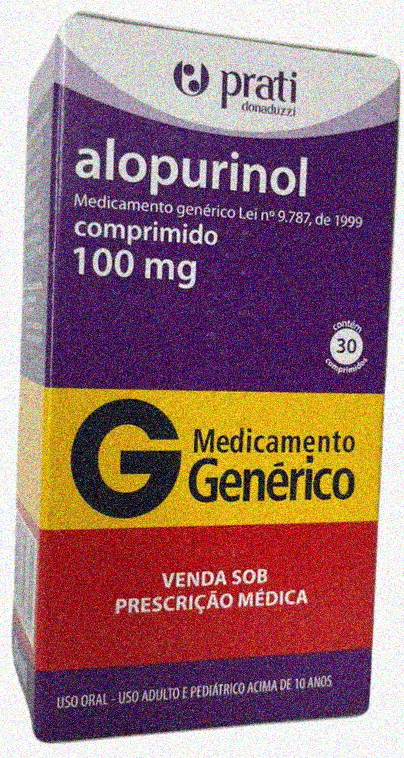 prati
donaduzzi
alopurinol
Medicamento genérico Lei nº 9.787, de 1999
comprimido
100 mg
contém
30
comprimidos
G Medicamento
Genérico
VENDA SOB
PRESCRIÇÃO MÉDICA
USO ORAL - USO ADULTO E PEDIÁTRICO ACIMA DE 10 ANOS